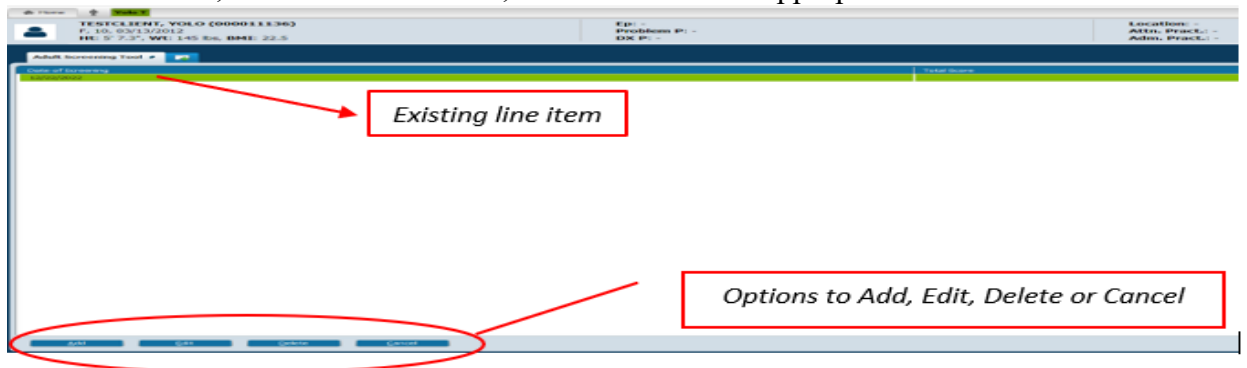 Home Yolo T
TESTCLIENT, YOLO (000011136)
F, 10, 03/13/2012
Ht: 5' 7.3", Wt: 145 lbs, BMI: 22.5
Ep: -
Problem P: -
DX P: -
Location: -
Attn. Pract.: -
Adm. Pract.: -
Adult Screening Tool
Date of Screening Total Score
Existing line item
Options to Add, Edit, Delete or Cancel
Add Edit Delete Cancel